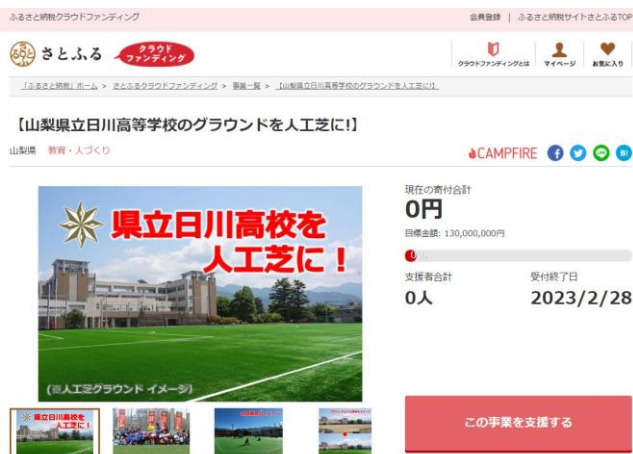 ふるさと納税クラウドファンディング
会員登録 | ふるさと納税サイトさとふるTOP
さとふる
クラウド
ファンディング
クラウドファンディングとは
マイページ
お気に入り
「ふるさと納税」ホーム > さとふるクラウドファンディング > 事業一覧 > 【山梨県立日川高等学校のグラウンドを人工芝に!】
【山梨県立日川高等学校のグラウンドを人工芝に!】
山梨県 教育・人づくり
CAMPFIRE
県立日川高校を
人工芝に！
(※人工芝グラウンド イメージ)
現在の寄付合計
0円
目標金額: 130,000,000円
0%
支援者合計
0人
受付終了日
2023/2/28
この事業を支援する
県立日川高校を
人工芝に！